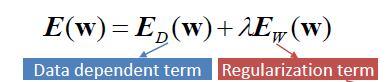 E(w) = E_D(w) + λE_W(w)
Data dependent term Regularization term